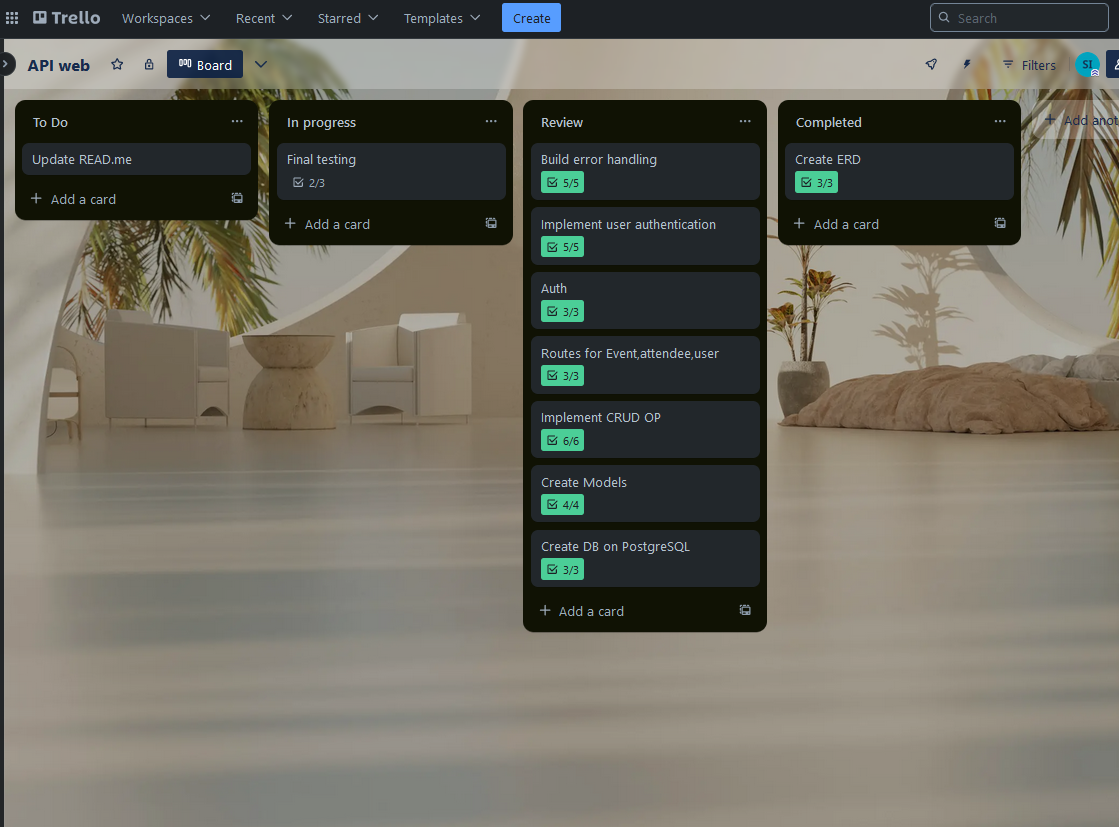 Trello
Workspaces
Recent
Starred
Templates
Create
Search
API web
Board
Filters
SI
To Do
Update READ.me
Add a card
In progress
Final testing
2/3
Add a card
Review
Build error handling
5/5
Implement user authentication
5/5
Auth
3/3
Routes for Event,attendee,user
3/3
Implement CRUD OP
6/6
Create Models
4/4
Create DB on PostgreSQL
3/3
Add a card
Completed
Create ERD
3/3
Add a card
Add anot